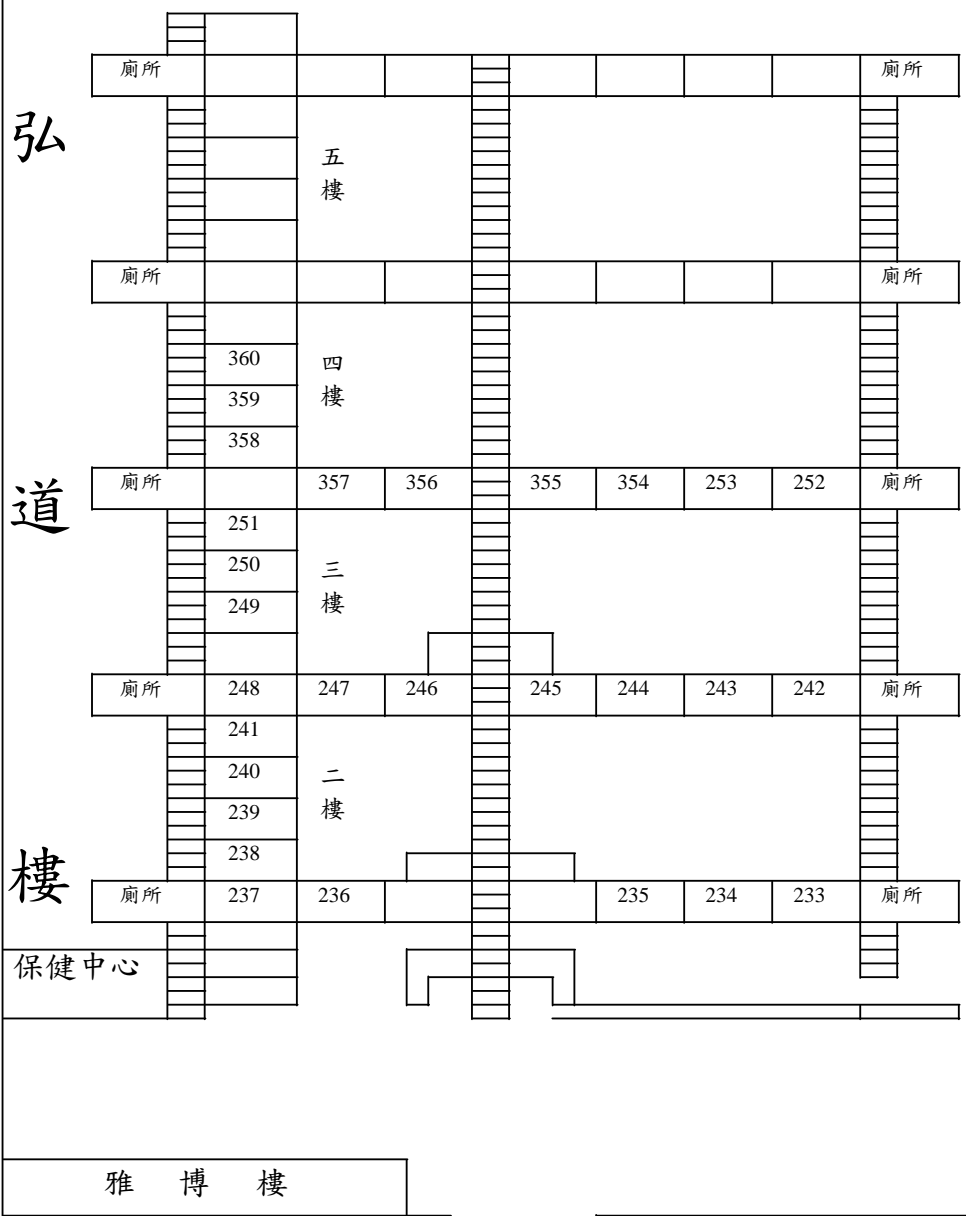 廁所 廁所
弘
五
樓
廁所 廁所
360
四
359
樓
358
道
廁所 357 356 355 354 253 252 廁所
251
250
三
249
樓
廁所 248 247 246 245 244 243 242 廁所
241
240
二
239
樓
238
樓
廁所 237 236 235 234 233 廁所
保健中心
雅博樓